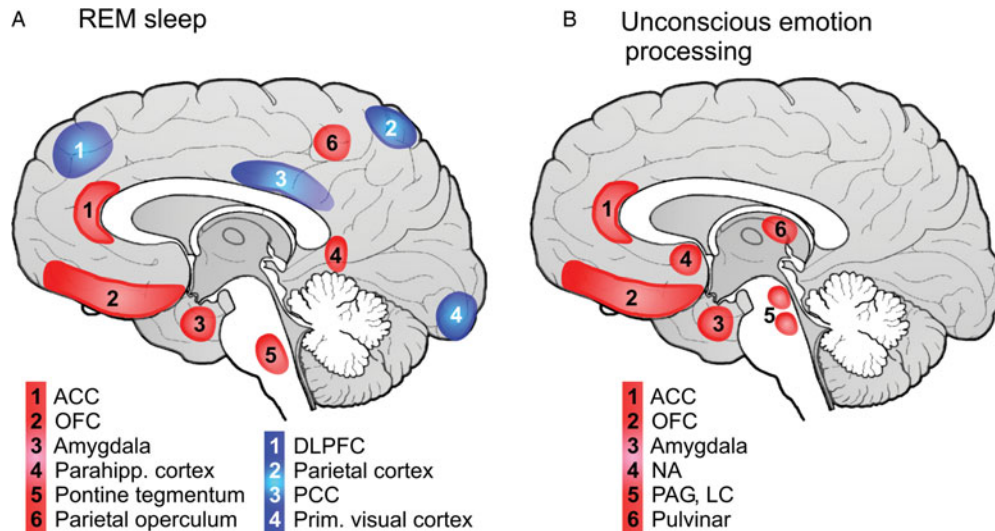 A REM sleep
B Unconscious emotion
processing
1
2
3
4
5
6
1
2
3
4
1
2
3
4
5
6
1 ACC
2 OFC
3 Amygdala
4 Parahipp. cortex
5 Pontine tegmentum
6 Parietal operculum
1 DLPFC
2 Parietal cortex
3 PCC
4 Prim. visual cortex
1 ACC
2 OFC
3 Amygdala
4 NA
5 PAG, LC
6 Pulvinar